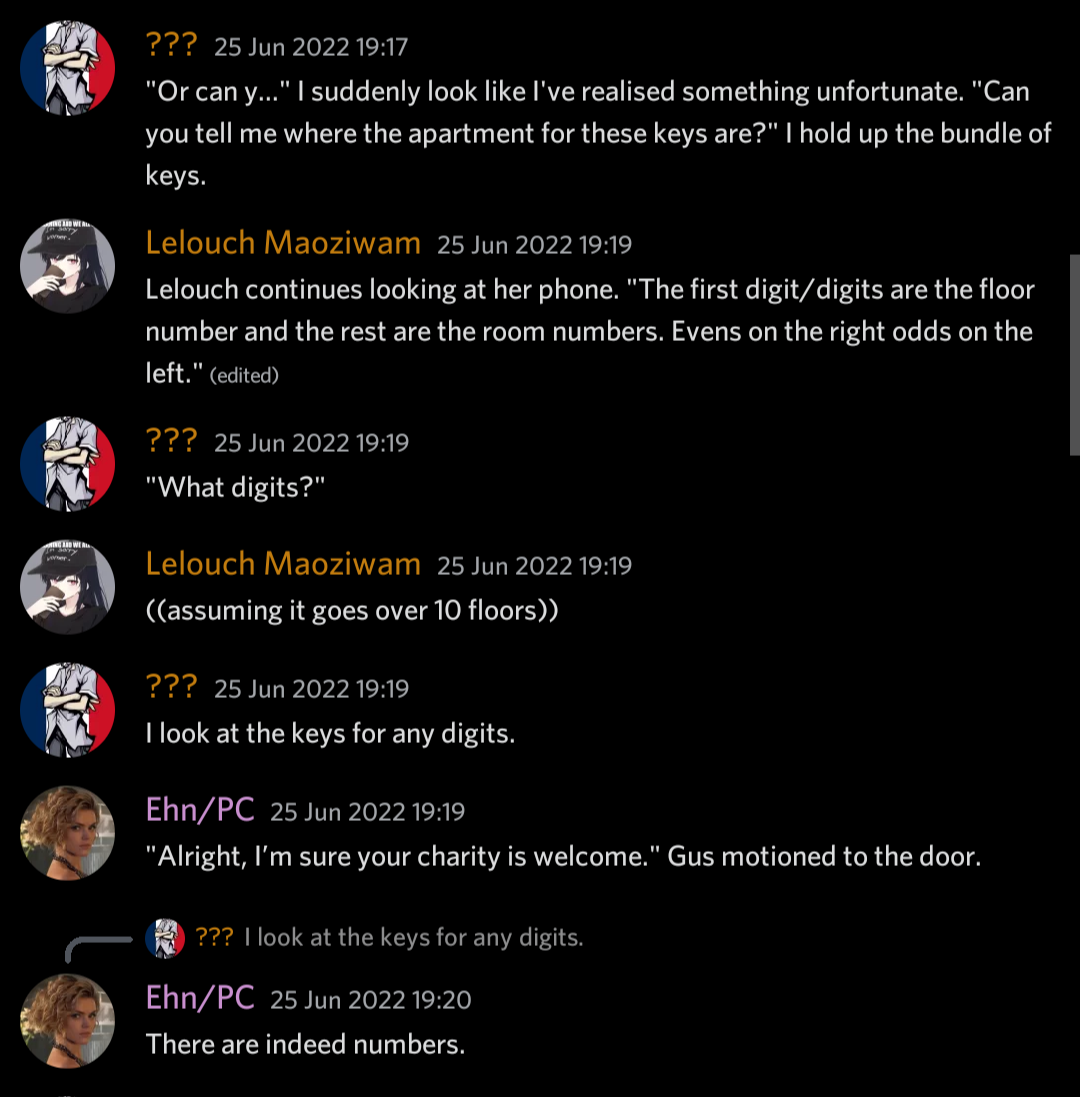 ??? 25 Jun 2022 19:17
"Or can y..." I suddenly look like I've realised something unfortunate. "Can
you tell me where the apartment for these keys are?" I hold up the bundle of
keys.
Lelouch Maoziwam 25 Jun 2022 19:19
Lelouch continues looking at her phone. "The first digit/digits are the floor
number and the rest are the room numbers. Evens on the right odds on the
left." (edited)
??? 25 Jun 2022 19:19
"What digits?"
Lelouch Maoziwam 25 Jun 2022 19:19
((assuming it goes over 10 floors))
??? 25 Jun 2022 19:19
I look at the keys for any digits.
Ehn/PC 25 Jun 2022 19:19
"Alright, I’m sure your charity is welcome." Gus motioned to the door.
??? I look at the keys for any digits.
Ehn/PC 25 Jun 2022 19:20
There are indeed numbers.